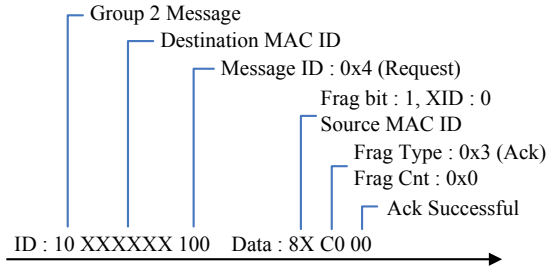 Group 2 Message
Destination MAC ID
Message ID : 0x4 (Request)
Frag bit : 1, XID : 0
Source MAC ID
Frag Type : 0x3 (Ack)
Frag Cnt : 0x0
Ack Successful
ID : 10 XXXXXX 100 Data : 8X C0 00